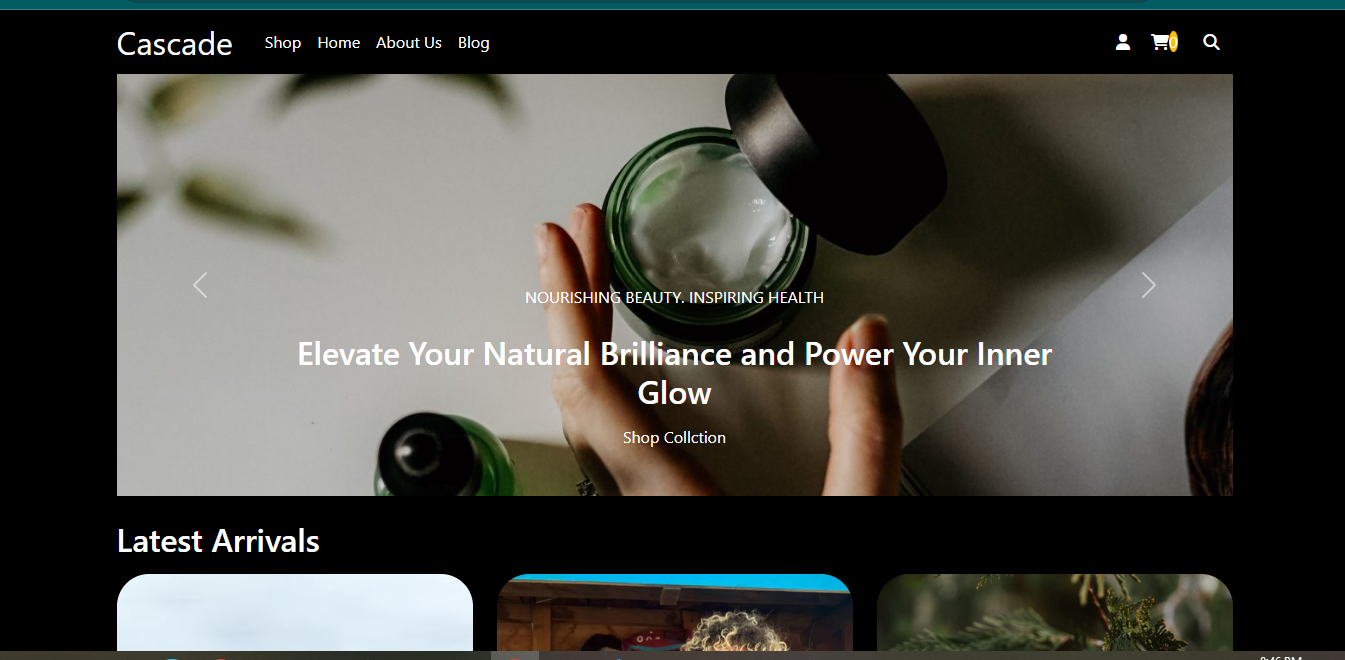 Cascade Shop Home About Us Blog 0
NOURISHING BEAUTY. INSPIRING HEALTH
Elevate Your Natural Brilliance and Power Your Inner
Glow
Shop Collction
Latest Arrivals